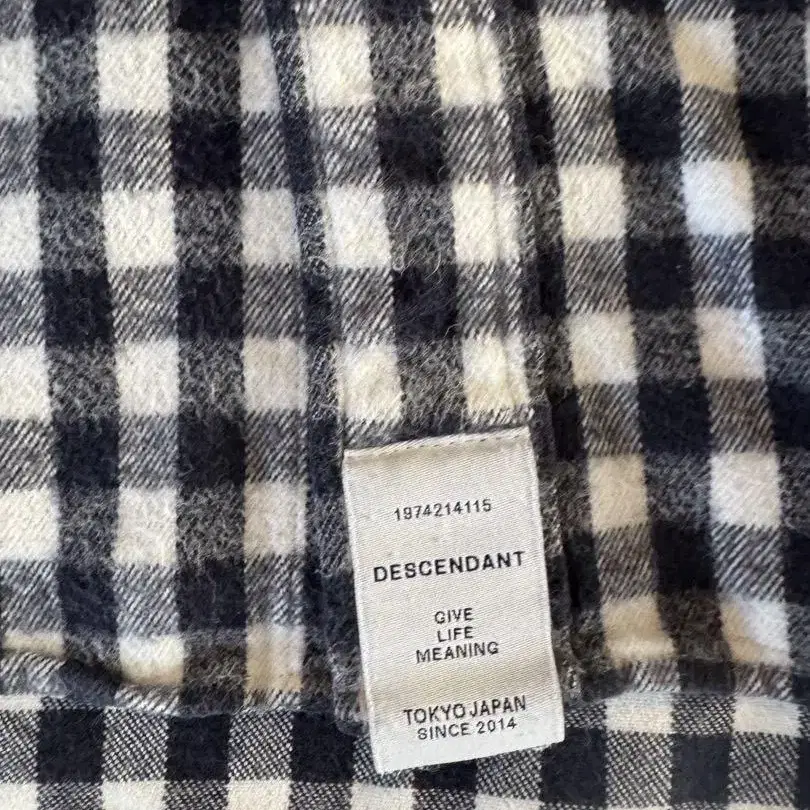 1974214115
DESCENDANT
GIVE
LIFE
MEANING
TOKYO JAPAN
SINCE 2014